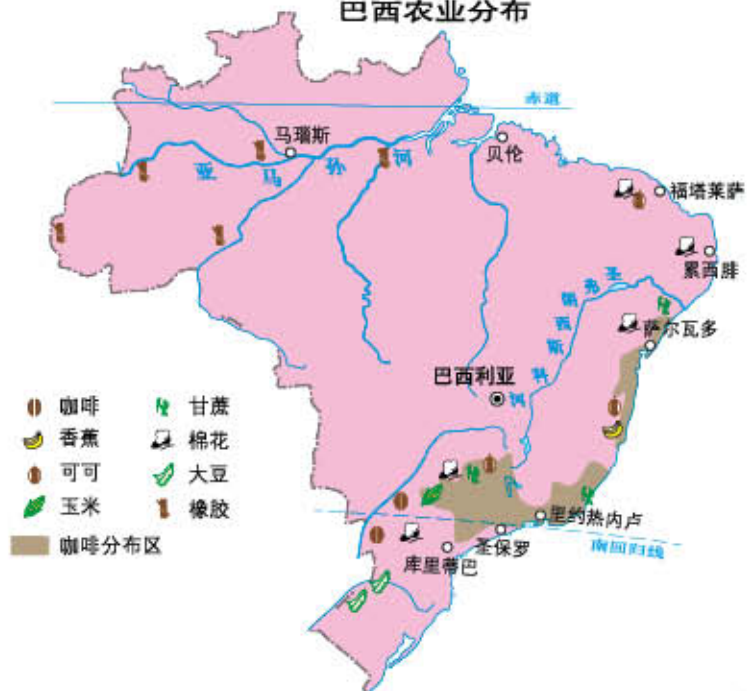 巴西农业分布
赤道
马瑙斯
贝伦
亚马孙河
福塔莱萨
累西腓
圣弗朗西斯科河
萨尔瓦多
巴西利亚
咖啡
甘蔗
香蕉
棉花
可可
大豆
玉米
橡胶
咖啡分布区
里约热内卢
圣保罗
南回归线
库里蒂巴